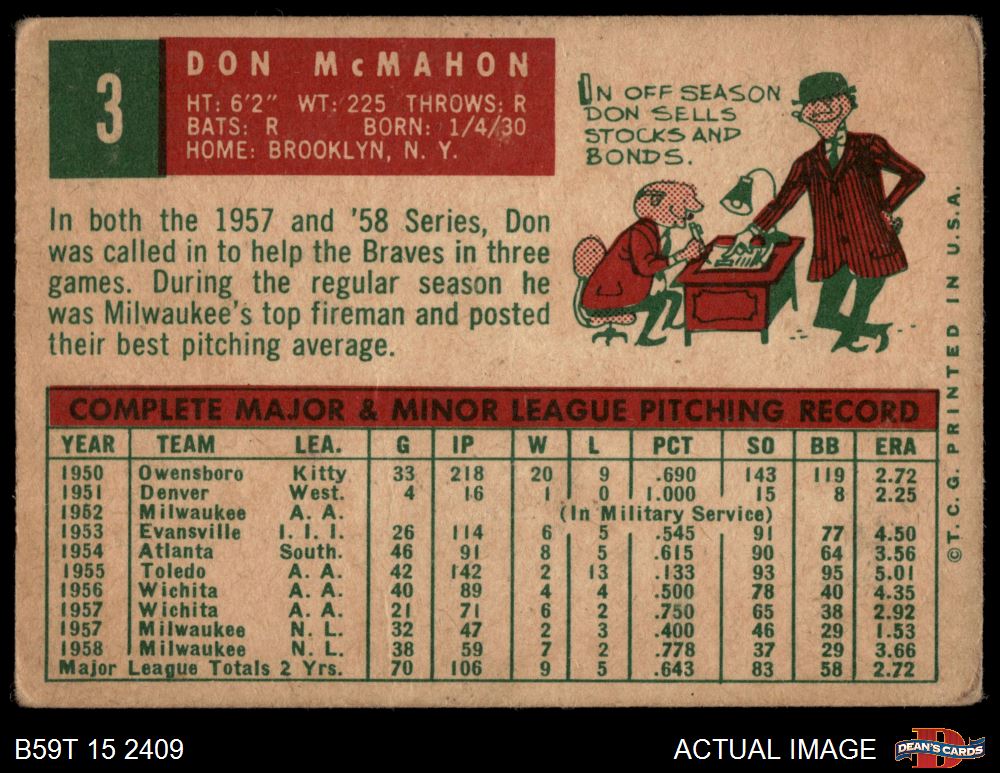 3
DON McMAHON
HT: 6'2" WT: 225 THROWS: R
BATS: R BORN: 1/4/30
HOME: BROOKLYN, N. Y.
IN OFF SEASON
DON SELLS
STOCKS AND
BONDS.
In both the 1957 and '58 Series, Don
was called in to help the Braves in three
games. During the regular season he
was Milwaukee's top fireman and posted
their best pitching average.
COMPLETE MAJOR & MINOR LEAGUE PITCHING RECORD
YEAR TEAM LEA. G IP W L PCT SO BB ERA
1950 Owensboro Kitty 33 218 20 9 .690 143 119 2.72
1951 Denver West. 4 16 1 0 1.000 15 8 2.25
1952 Milwaukee A. A. (In Military Service)
1953 Evansville I. I. I. 26 114 6 5 .545 91 77 4.50
1954 Atlanta South. 46 91 8 5 .615 90 64 3.56
1955 Toledo A. A. 42 142 2 13 .133 93 95 5.01
1956 Wichita A. A. 40 89 4 4 .500 78 40 4.35
1957 Wichita A. A. 21 71 6 2 .750 65 38 2.92
1957 Milwaukee N. L. 32 47 2 3 .400 46 29 1.53
1958 Milwaukee N. L. 38 59 7 2 .778 37 29 3.66
Major League Totals 2 Yrs. 70 106 9 5 .643 83 58 2.72
©T.C.G. PRINTED IN U.S.A.
B59T 15 2409
ACTUAL IMAGE
D
DEAN'S CARDS